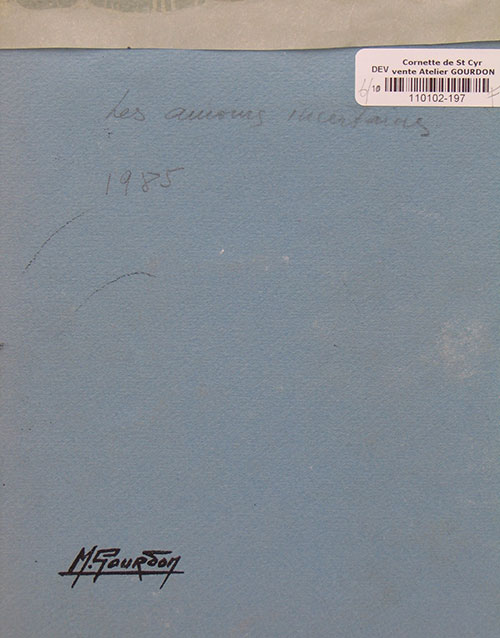 Cornette de St Cyr
DEV vente Atelier GOURDON
110102-197
Les amours incertaines
1985
M. GOURDON